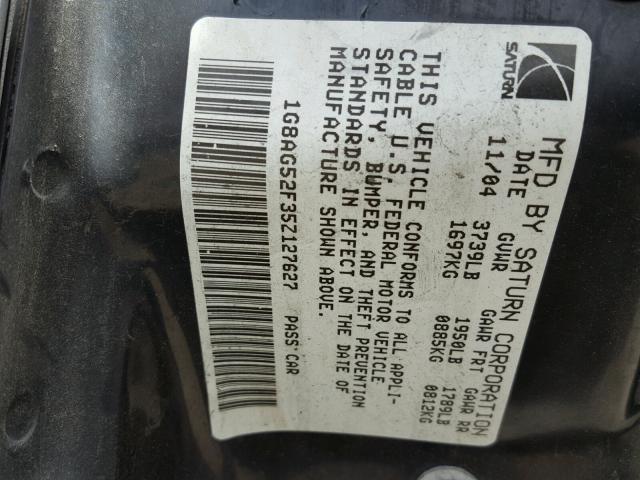 SATURN
MFD BY SATURN CORPORATION
DATE GVWR GAWR FRT GAWR RR
11/04 3739LB 1950LB 1789LB
1697KG 0885KG 0812KG
THIS VEHICLE CONFORMS TO ALL APPLI-
CABLE U.S. FEDERAL MOTOR VEHICLE
SAFETY, BUMPER, AND THEFT PREVENTION
STANDARDS IN EFFECT ON THE DATE OF
MANUFACTURE SHOWN ABOVE.
1G8AG52F35Z127627 PASS CAR